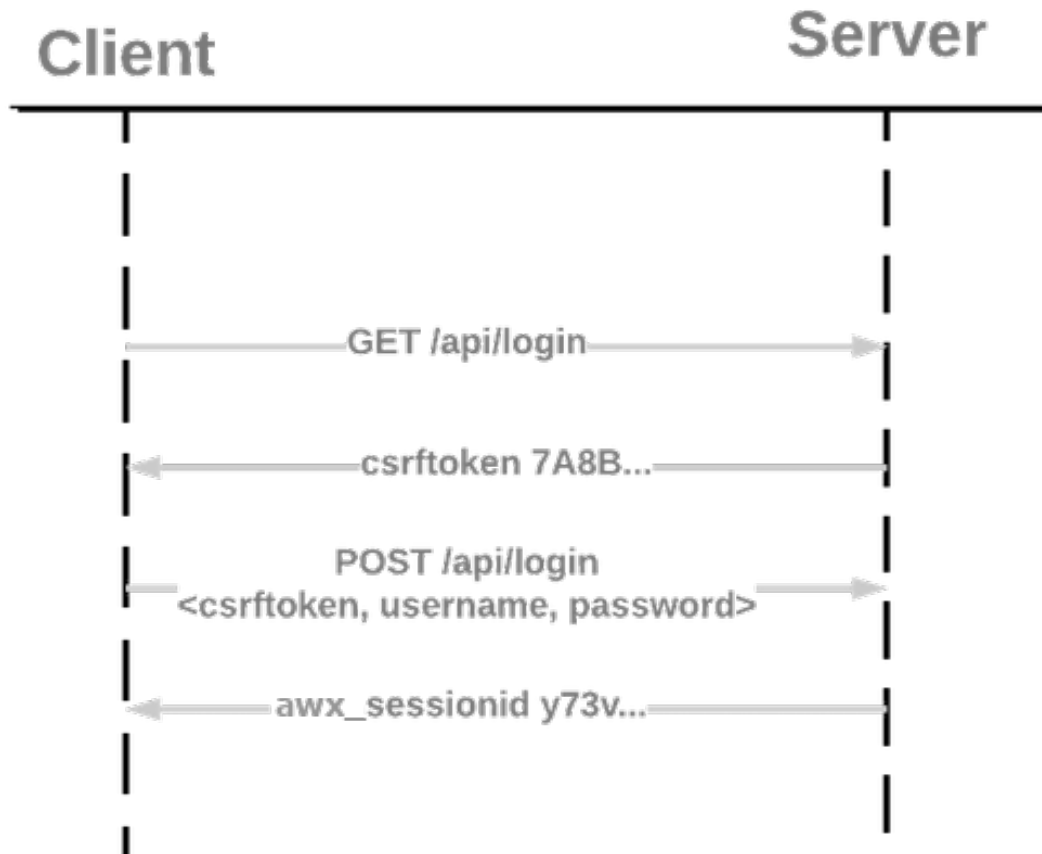 Client
Server
GET /api/login
csrftoken 7A8B...
POST /api/login
<csrftoken, username, password>
awx_sessionid y73v...